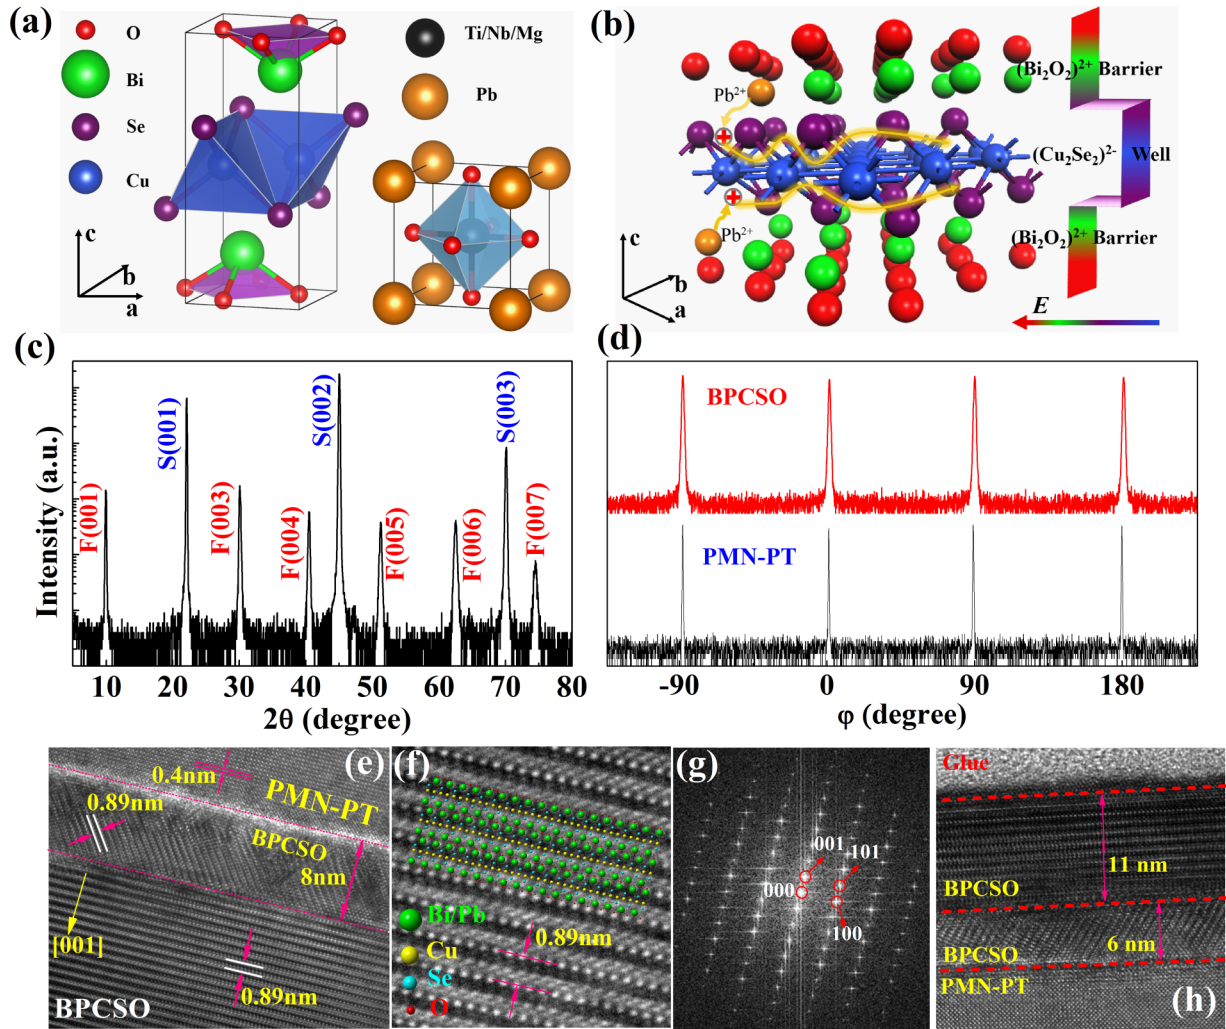 (a)
O
Bi
Se
Cu
Ti/Nb/Mg
Pb
c
b
a
(b)
Pb²⁺
Pb²⁺
(Bi₂O₂)²⁺ Barrier
(Cu₂Se₂)²⁻ Well
(Bi₂O₂)²⁺ Barrier
c
b
a
E
(c)
Intensity (a.u.)
F(001)
S(001)
F(003)
F(004)
S(002)
F(005)
F(006)
S(003)
F(007)
10 20 30 40 50 60 70 80
2θ (degree)
(d)
BPCSO
PMN-PT
-90 0 90 180
φ (degree)
(e)
0.4nm
PMN-PT
0.89nm
BPCSO
8nm
[001]
0.89nm
BPCSO
(f)
Bi/Pb
Cu
Se
O
0.89nm
(g)
001
101
000
100
Glue
11 nm
BPCSO
6 nm
BPCSO
PMN-PT
(h)